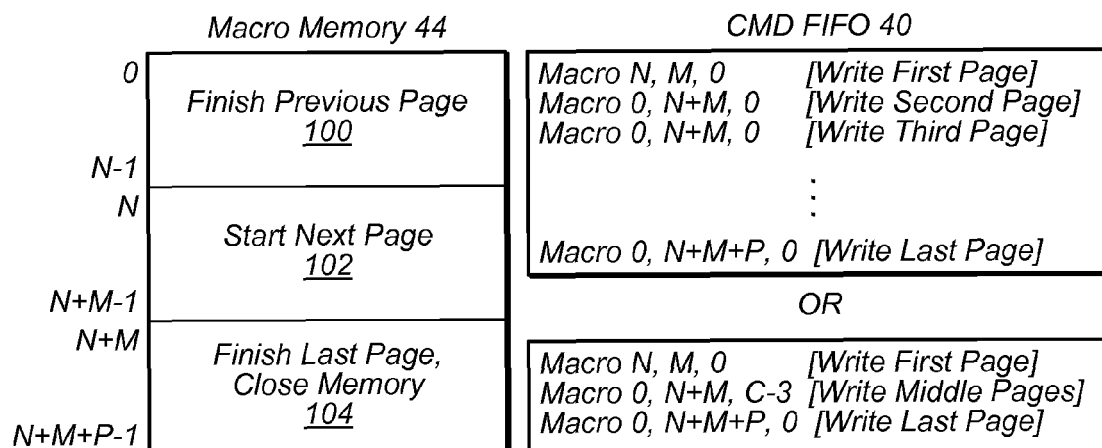 Macro Memory 44
0
Finish Previous Page
100
N-1
N
Start Next Page
102
N+M-1
N+M
Finish Last Page,
Close Memory
104
N+M+P-1
CMD FIFO 40
Macro N, M, 0 [Write First Page]
Macro 0, N+M, 0 [Write Second Page]
Macro 0, N+M, 0 [Write Third Page]
⋮
Macro 0, N+M+P, 0 [Write Last Page]
OR
Macro N, M, 0 [Write First Page]
Macro 0, N+M, C-3 [Write Middle Pages]
Macro 0, N+M+P, 0 [Write Last Page]